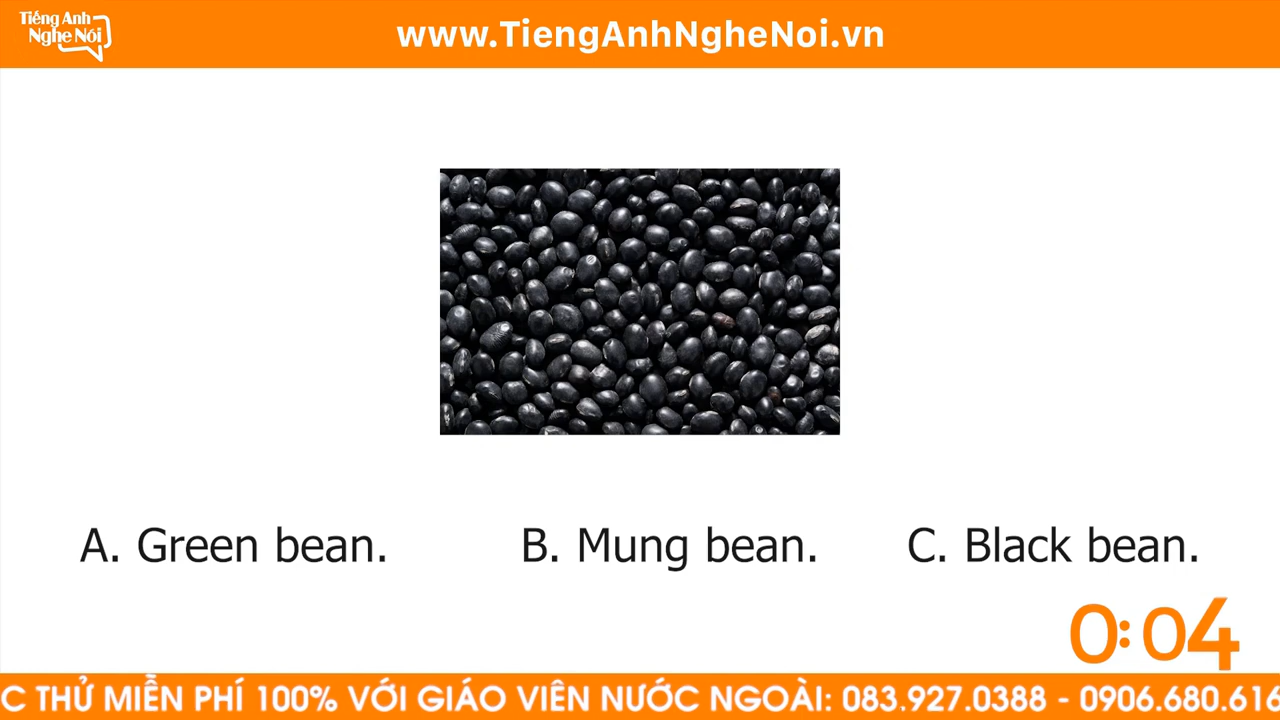 Tiếng Anh
Nghe Nói
www.TiengAnhNgheNoi.vn
A. Green bean.
B. Mung bean.
C. Black bean.
0:04
C THỬ MIỄN PHÍ 100% VỚI GIÁO VIÊN NƯỚC NGOÀI: 083.927.0388 - 0906.680.616